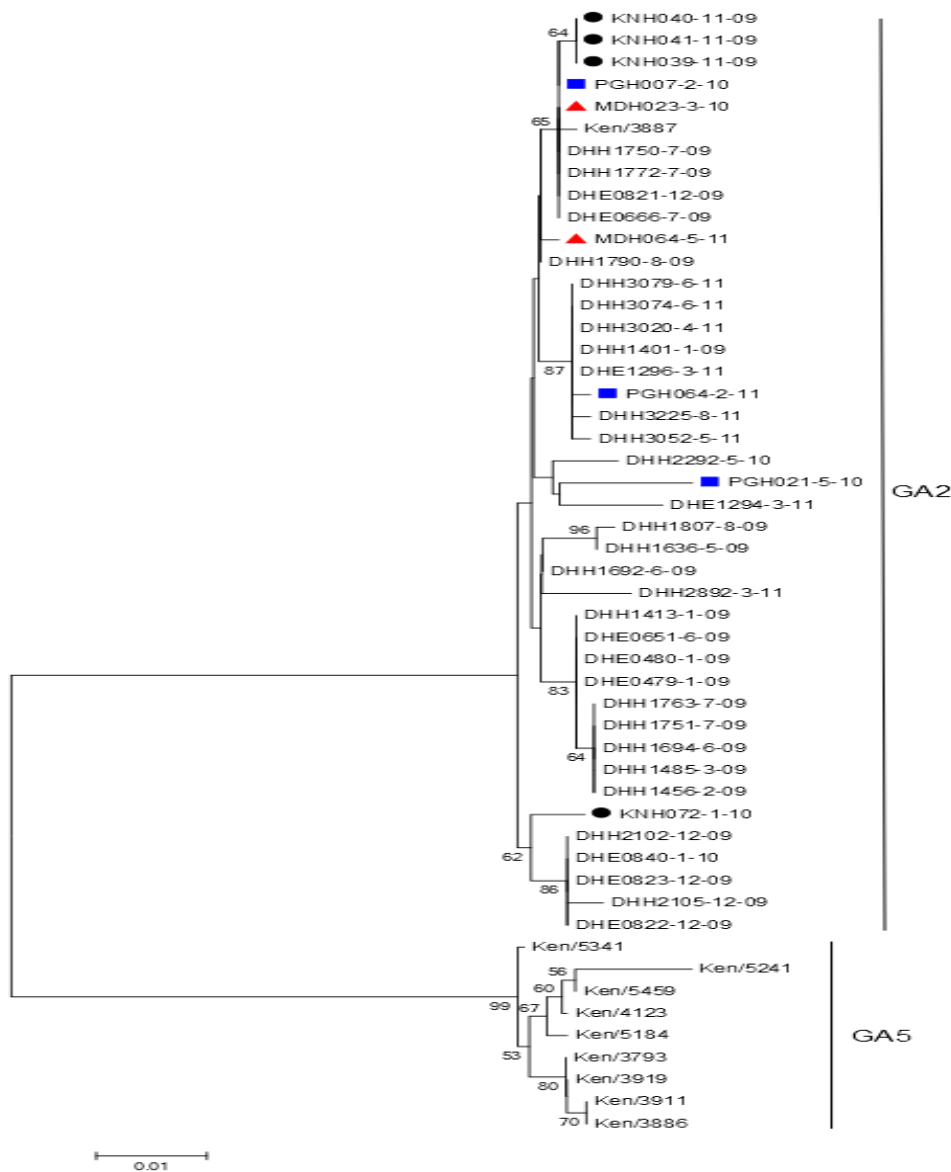 KNH040-11-09
64
KNH041-11-09
KNH039-11-09
PGH007-2-10
MDH023-3-10
65
Ken/3887
DHH1750-7-09
DHH1772-7-09
DHE0821-12-09
DHE0666-7-09
MDH064-5-11
DHH1790-8-09
DHH3079-6-11
DHH3074-6-11
DHH3020-4-11
DHH1401-1-09
87
DHE1296-3-11
PGH064-2-11
DHH3225-8-11
DHH3052-5-11
DHH2292-5-10
PGH021-5-10
GA2
DHE1294-3-11
DHH1807-8-09
96
DHH1636-5-09
DHH1692-6-09
DHH2892-3-11
DHH1413-1-09
DHE0651-6-09
DHE0480-1-09
DHE0479-1-09
83
DHH1763-7-09
DHH1751-7-09
DHH1694-6-09
64
DHH1485-3-09
DHH1456-2-09
KNH072-1-10
DHH2102-12-09
62
DHE0840-1-10
DHE0823-12-09
86
DHH2105-12-09
DHE0822-12-09
Ken/5341
56
Ken/5241
60
Ken/5459
99
67
Ken/4123
Ken/5184
GA5
53
Ken/3793
Ken/3919
80
Ken/3911
70
Ken/3886
0.01